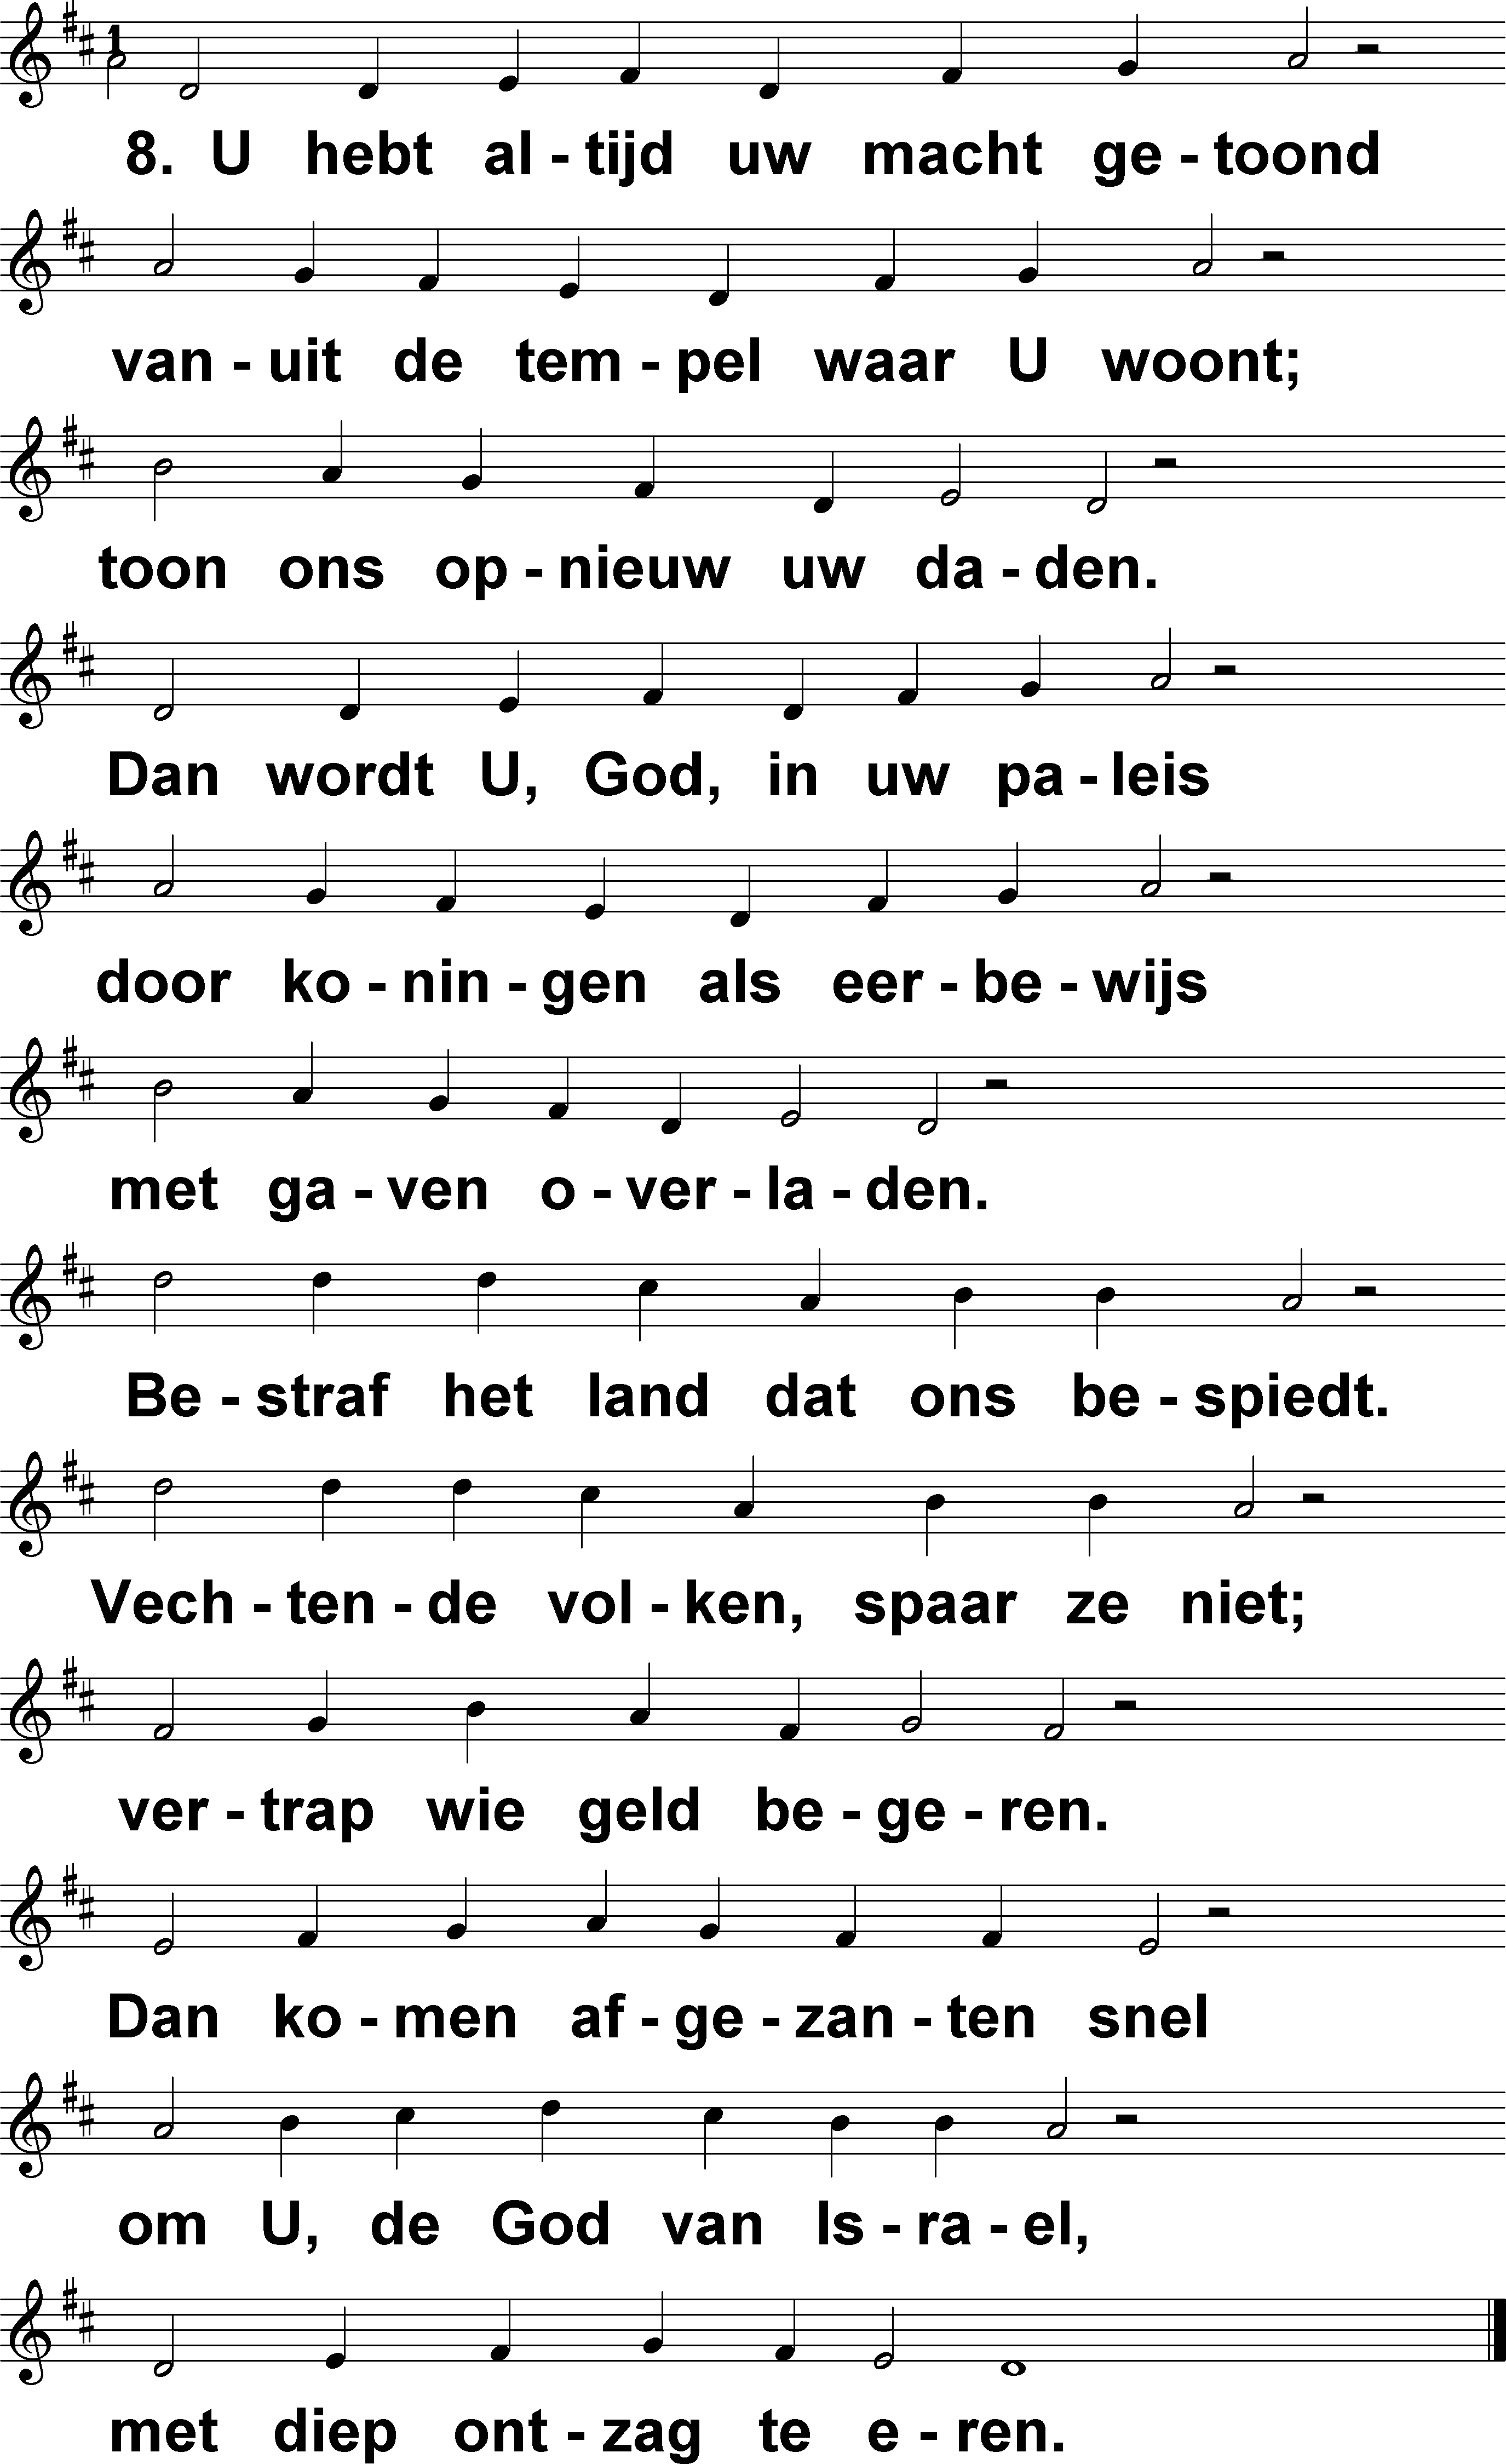 8. U hebt al - tijd uw macht ge - toond
van - uit de tem - pel waar U woont;
toon ons op - nieuw uw da - den.
Dan wordt U, God, in uw pa - leis
door ko - nin - gen als eer - be - wijs
met ga - ven o - ver - la - den.
Be - straf het land dat ons be - spiedt.
Vech - ten - de vol - ken, spaar ze niet;
ver - trap wie geld be - ge - ren.
Dan ko - men af - ge - zan - ten snel
om U, de God van Is - ra - el,
met diep ont - zag te e - ren.